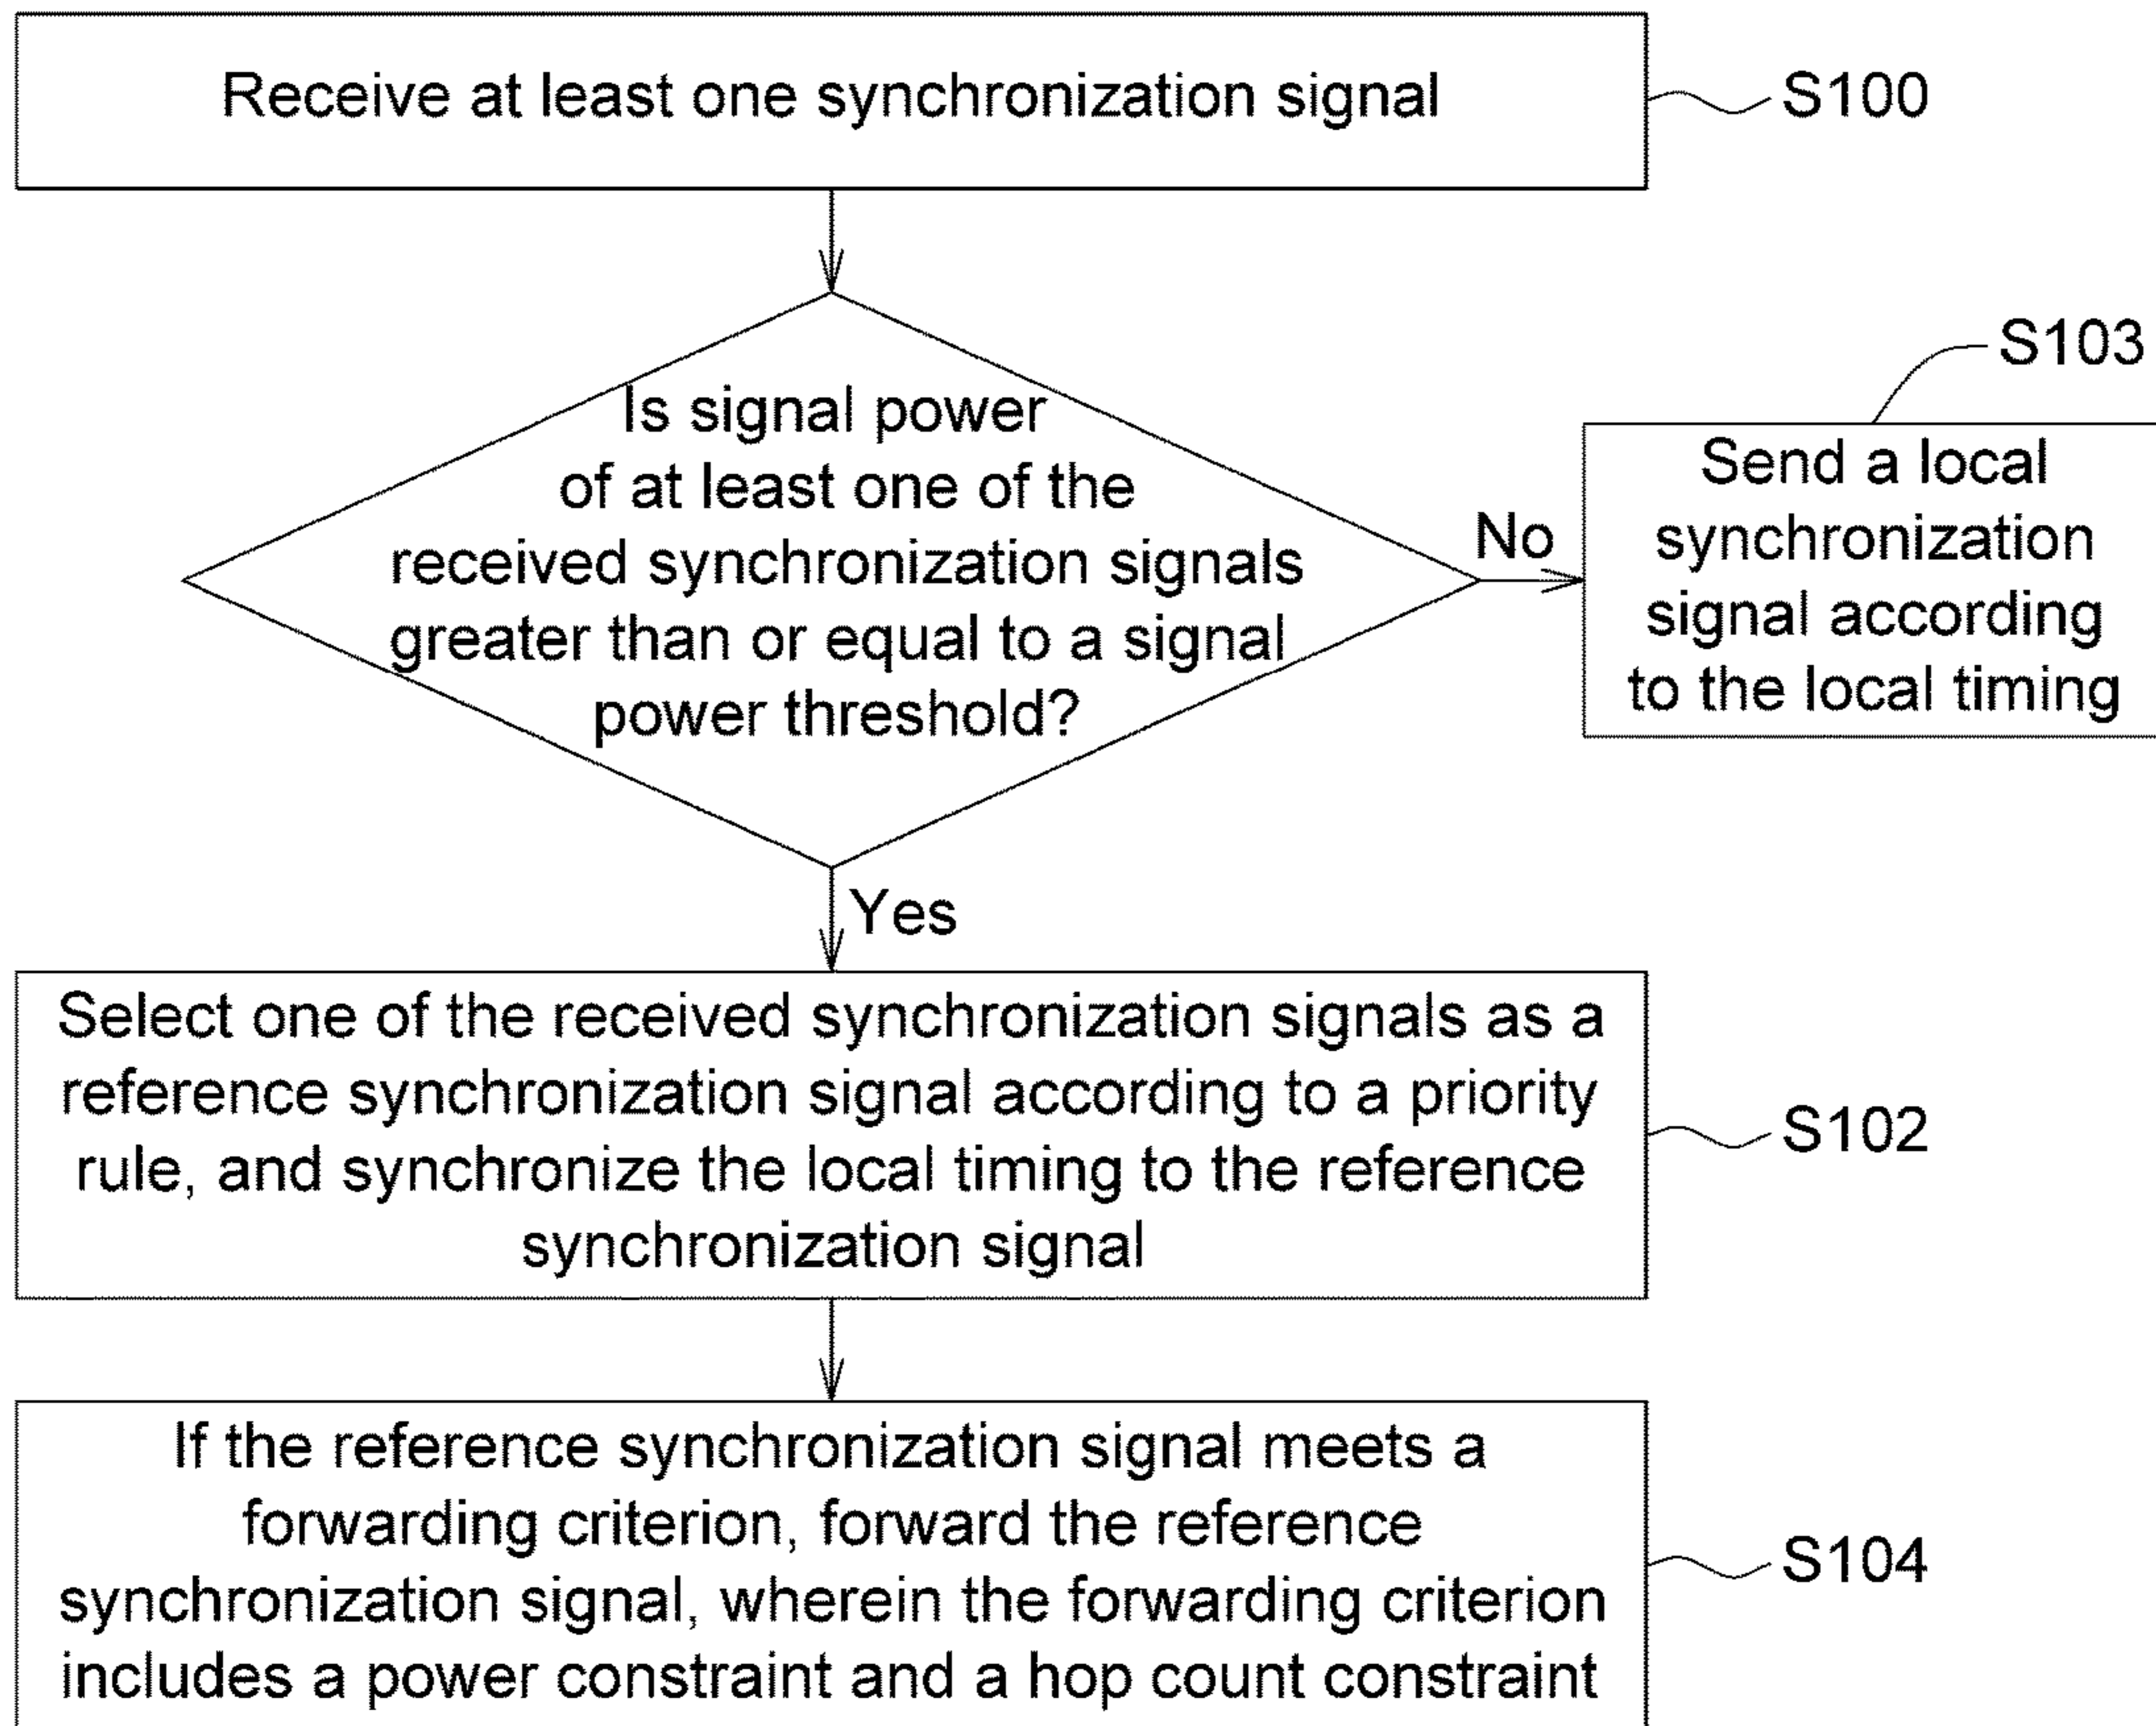 Receive at least one synchronization signal
S100
Is signal power
of at least one of the
received synchronization signals
greater than or equal to a signal
power threshold?
No
S103
Send a local
synchronization
signal according
to the local timing
Yes
Select one of the received synchronization signals as a
reference synchronization signal according to a priority
rule, and synchronize the local timing to the reference
synchronization signal
S102
If the reference synchronization signal meets a
forwarding criterion, forward the reference
synchronization signal, wherein the forwarding criterion
includes a power constraint and a hop count constraint
S104